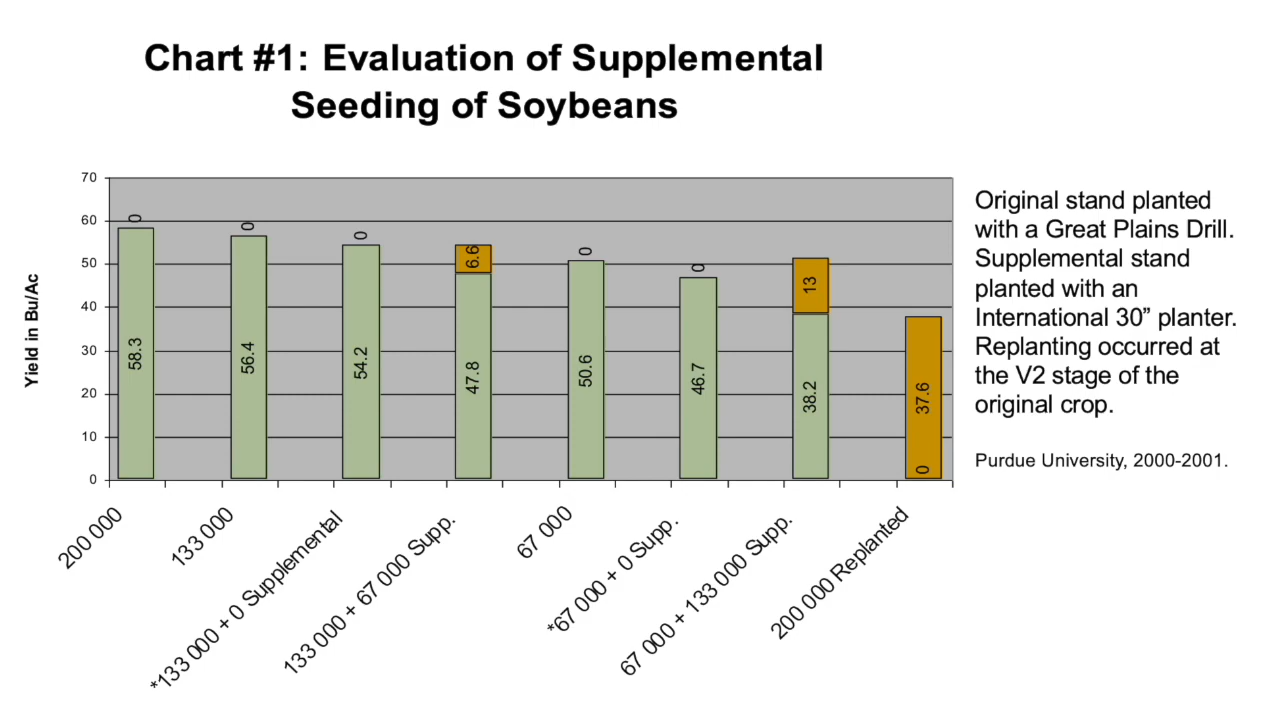 Chart #1: Evaluation of Supplemental
Seeding of Soybeans
Yield in Bu/Ac
70
60
50
40
30
20
10
0
0
58.3
0
56.4
0
54.2
6.6
47.8
0
50.6
0
46.7
13
38.2
37.6
0
200 000
133 000
*133 000 + 0 Supplemental
133 000 + 67 000 Supp.
67 000
*67 000 + 0 Supp.
67 000 + 133 000 Supp.
200 000 Replanted
Original stand planted
with a Great Plains Drill.
Supplemental stand
planted with an
International 30” planter.
Replanting occurred at
the V2 stage of the
original crop.
Purdue University, 2000-2001.